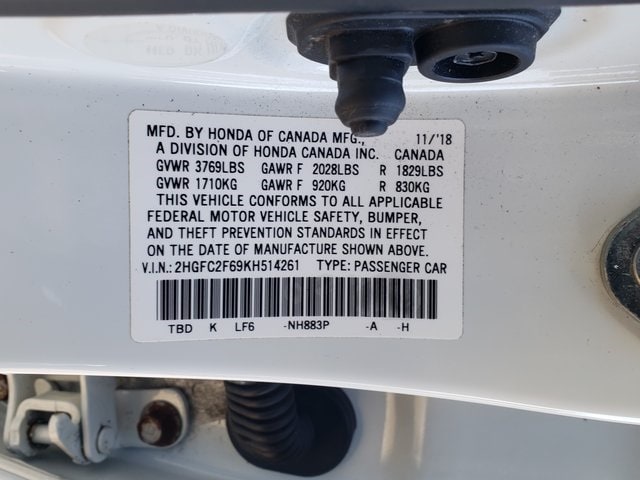 MFD. BY HONDA OF CANADA MFG., 11/'18
A DIVISION OF HONDA CANADA INC. CANADA
GVWR 3769LBS GAWR F 2028LBS R 1829LBS
GVWR 1710KG GAWR F 920KG R 830KG
THIS VEHICLE CONFORMS TO ALL APPLICABLE
FEDERAL MOTOR VEHICLE SAFETY, BUMPER,
AND THEFT PREVENTION STANDARDS IN EFFECT
ON THE DATE OF MANUFACTURE SHOWN ABOVE.
V.I.N.: 2HGFC2F69KH514261 TYPE: PASSENGER CAR
TBD K LF6 -NH883P -A -H